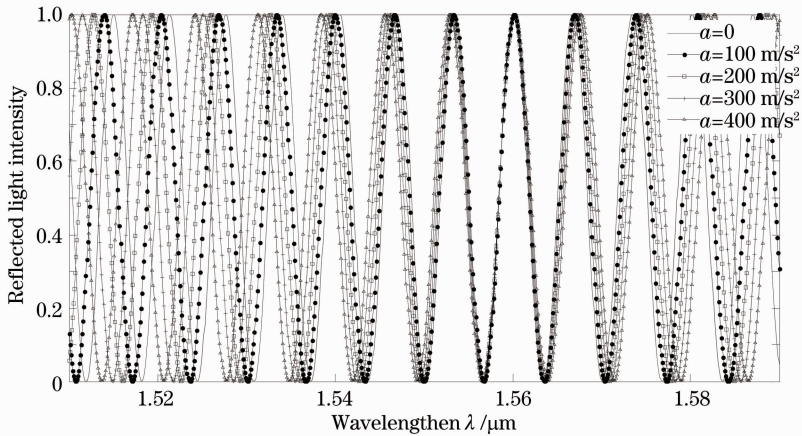 1.0
0.8
0.6
0.4
0.2
0
Reflected light intensity
1.52
1.54
1.56
1.58
Wavelengthen λ /μm
a=0
a=100 m/s²
a=200 m/s²
a=300 m/s²
a=400 m/s²